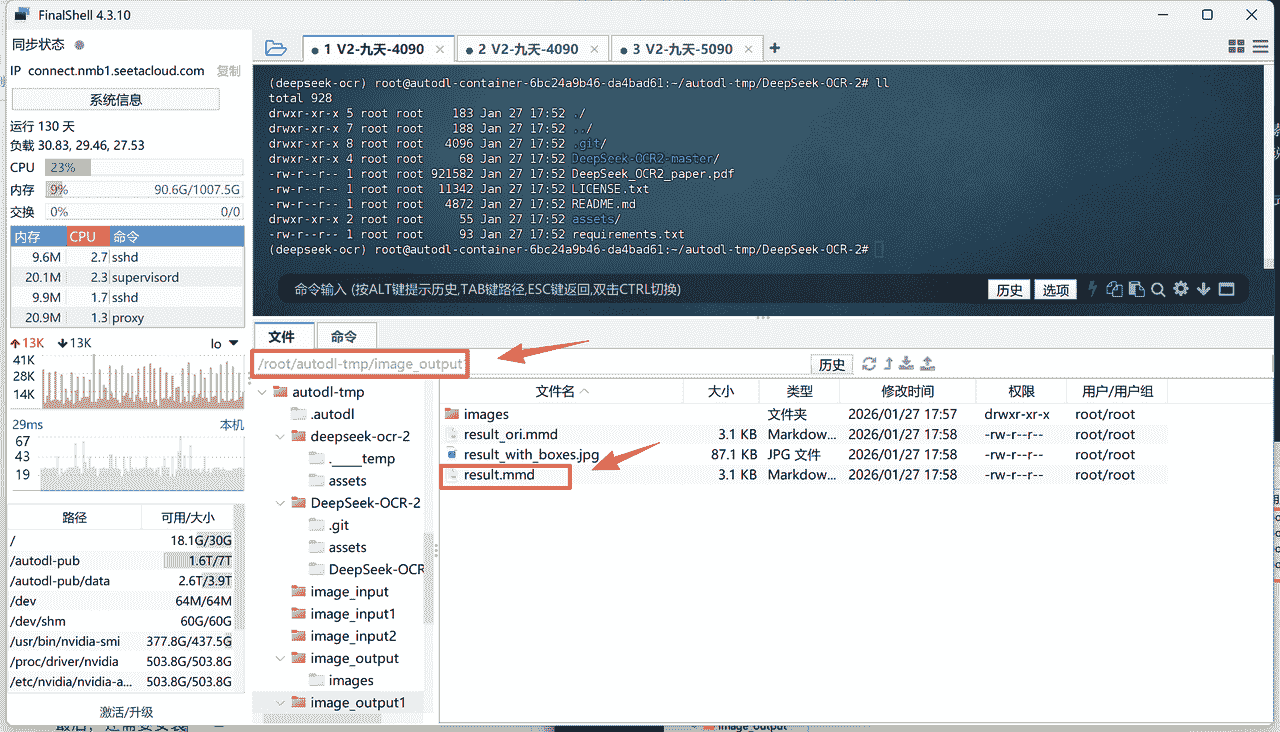 FinalShell 4.3.10
同步状态
IP connect.nmb1.seetacloud.com 复制
系统信息
运行 130 天
负载 30.83, 29.46, 27.53
CPU 23%
内存 9% 90.6G/1007.5G
交换 0% 0/0
内存 CPU 命令
9.6M 2.7 sshd
20.1M 2.3 supervisord
9.9M 1.7 sshd
20.9M 1.3 proxy
13K 13K lo
41K
28K
14K
29ms 本机
67
43
19
路径 可用/大小
/ 18.1G/30G
/autodl-pub 1.6T/7T
/autodl-pub/data 2.6T/3.9T
/dev 64M/64M
/dev/shm 60G/60G
/usr/bin/nvidia-smi 377.8G/437.5G
/proc/driver/nvidia 503.8G/503.8G
/etc/nvidia/nvidia-a... 503.8G/503.8G
激活/升级
1 V2-九天-4090 2 V2-九天-4090 3 V2-九天-5090
(deepseek-ocr) root@autodl-container-6bc24a9b46-da4bad61:~/autodl-tmp/DeepSeek-OCR-2# ll
total 928
drwxr-xr-x 5 root root 183 Jan 27 17:52 ./
drwxr-xr-x 7 root root 188 Jan 27 17:52 ../
drwxr-xr-x 8 root root 4096 Jan 27 17:52 .git/
drwxr-xr-x 4 root root 68 Jan 27 17:52 DeepSeek-OCR2-master/
-rw-r--r-- 1 root root 921582 Jan 27 17:52 DeepSeek_OCR2_paper.pdf
-rw-r--r-- 1 root root 11342 Jan 27 17:52 LICENSE.txt
-rw-r--r-- 1 root root 4872 Jan 27 17:52 README.md
drwxr-xr-x 2 root root 55 Jan 27 17:52 assets/
-rw-r--r-- 1 root root 93 Jan 27 17:52 requirements.txt
(deepseek-ocr) root@autodl-container-6bc24a9b46-da4bad61:~/autodl-tmp/DeepSeek-OCR-2#
命令输入 (按ALT键提示历史,TAB键路径,ESC键返回,双击CTRL切换) 历史 选项
文件 命令
/root/autodl-tmp/image_output 历史
autodl-tmp
.autodl
deepseek-ocr-2
.____temp
assets
DeepSeek-OCR-2
.git
assets
DeepSeek-OCR
image_input
image_input1
image_input2
image_output
images
image_output1
文件名 大小 类型 修改时间 权限 用户/用户组
images 文件夹 2026/01/27 17:57 drwxr-xr-x root/root
result_ori.mmd 3.1 KB Markdow... 2026/01/27 17:58 -rw-r--r-- root/root
result_with_boxes.jpg 87.1 KB JPG 文件 2026/01/27 17:58 -rw-r--r-- root/root
result.mmd 3.1 KB Markdow... 2026/01/27 17:58 -rw-r--r-- root/root